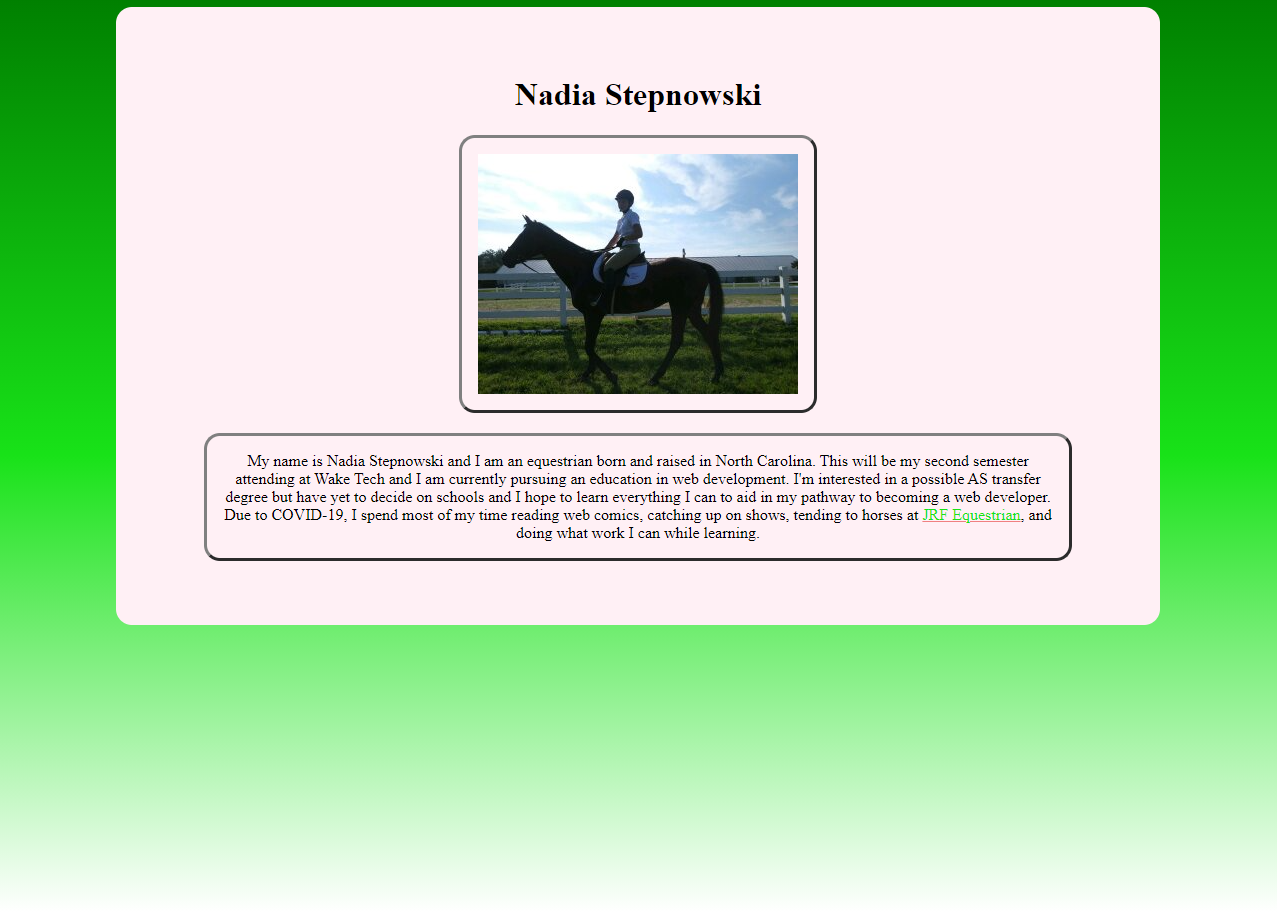 Nadia Stepnowski
My name is Nadia Stepnowski and I am an equestrian born and raised in North Carolina. This will be my second semester
attending at Wake Tech and I am currently pursuing an education in web development. I'm interested in a possible AS transfer
degree but have yet to decide on schools and I hope to learn everything I can to aid in my pathway to becoming a web developer.
Due to COVID-19, I spend most of my time reading web comics, catching up on shows, tending to horses at JRF Equestrian, and
doing what work I can while learning.